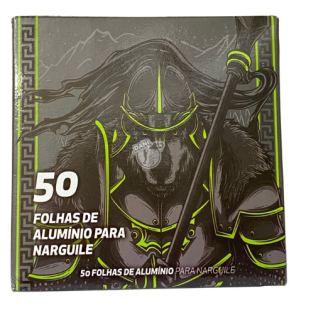 50
FOLHAS DE
ALUMÍNIO PARA
NARGUILE
50 FOLHAS DE ALUMÍNIO PARA NARGUILE